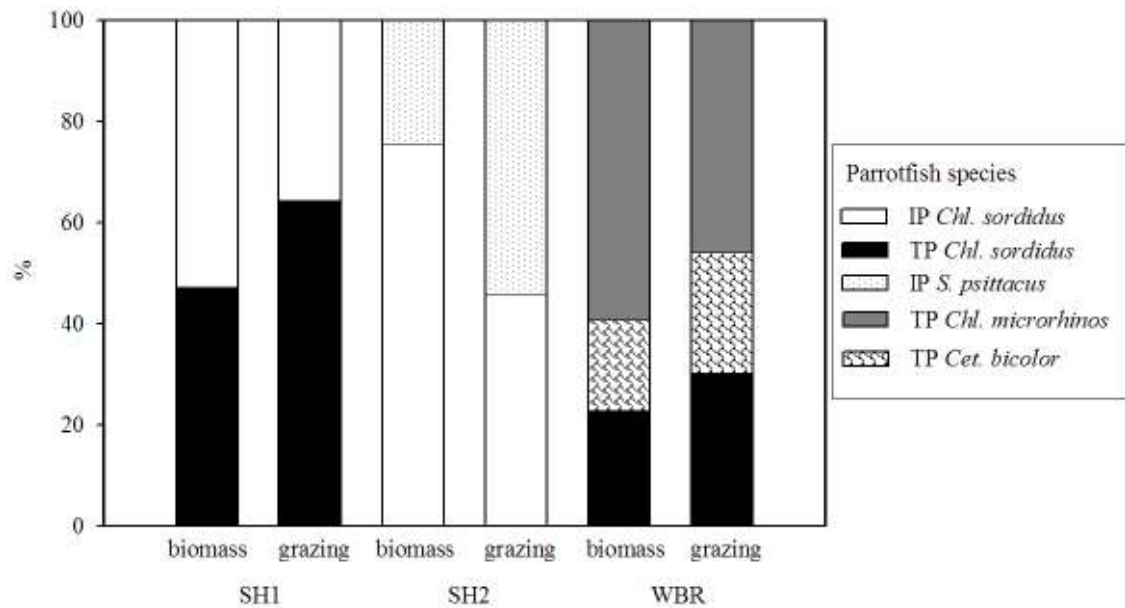 100
80
60
40
20
0
%
biomass grazing biomass grazing biomass grazing
SH1 SH2 WBR
Parrotfish species
IP Chl. sordidus
TP Chl. sordidus
IP S. psittacus
TP Chl. microrhinos
TP Cet. bicolor